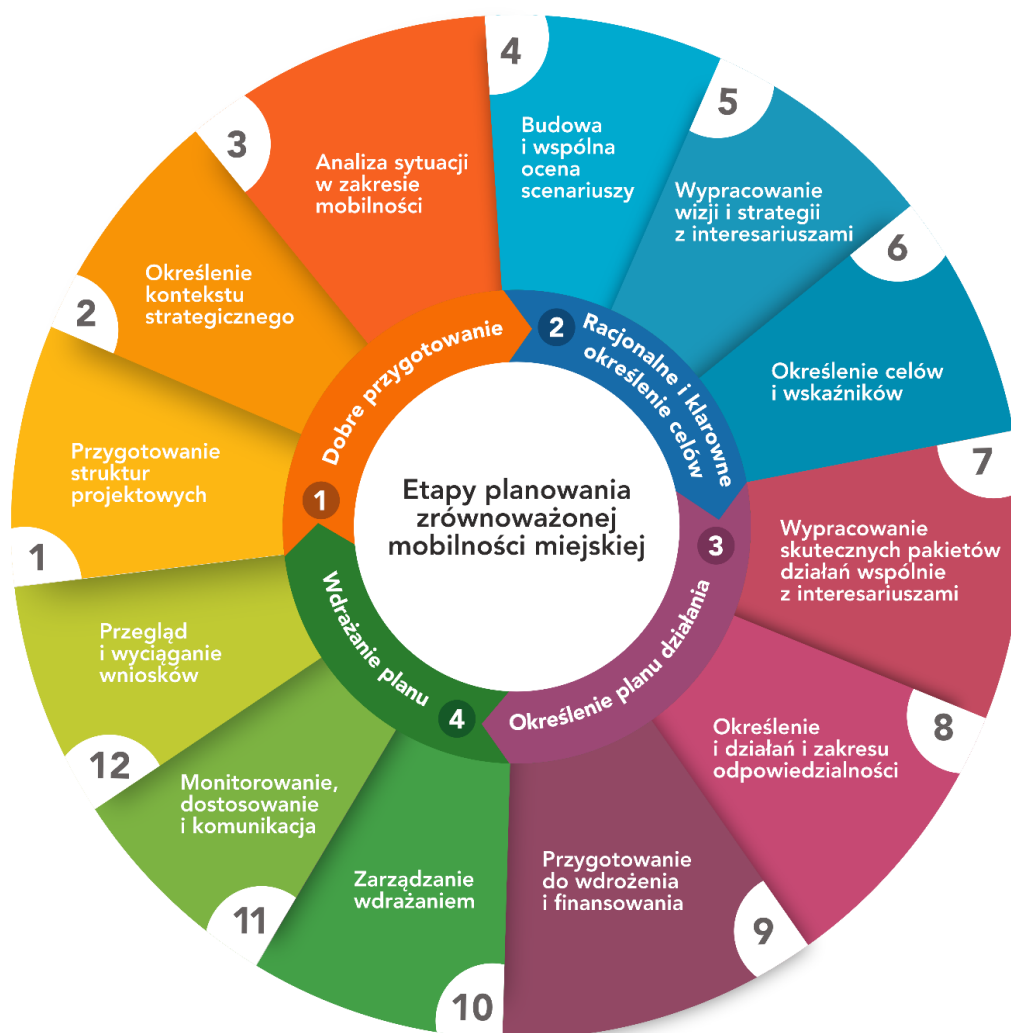 Etapy planowania
zrównoważonej
mobilności miejskiej
1
Dobre przygotowanie
2
Racjonalne i klarowne
określenie celów
3
Określenie planu działania
4
Wdrażanie planu
1
Przygotowanie
struktur
projektowych
2
Określenie
kontekstu
strategicznego
3
Analiza sytuacji
w zakresie
mobilności
4
Budowa
i wspólna
ocena
scenariuszy
5
Wypracowanie
wizji i strategii
z interesariuszami
6
Określenie celów
i wskaźników
7
Wypracowanie
skutecznych pakietów
działań wspólnie
z interesariuszami
8
Określenie
i działań i zakresu
odpowiedzialności
9
Przygotowanie
do wdrożenia
i finansowania
10
Zarządzanie
wdrażaniem
11
Monitorowanie,
dostosowanie
i komunikacja
12
Przegląd
i wyciąganie
wniosków